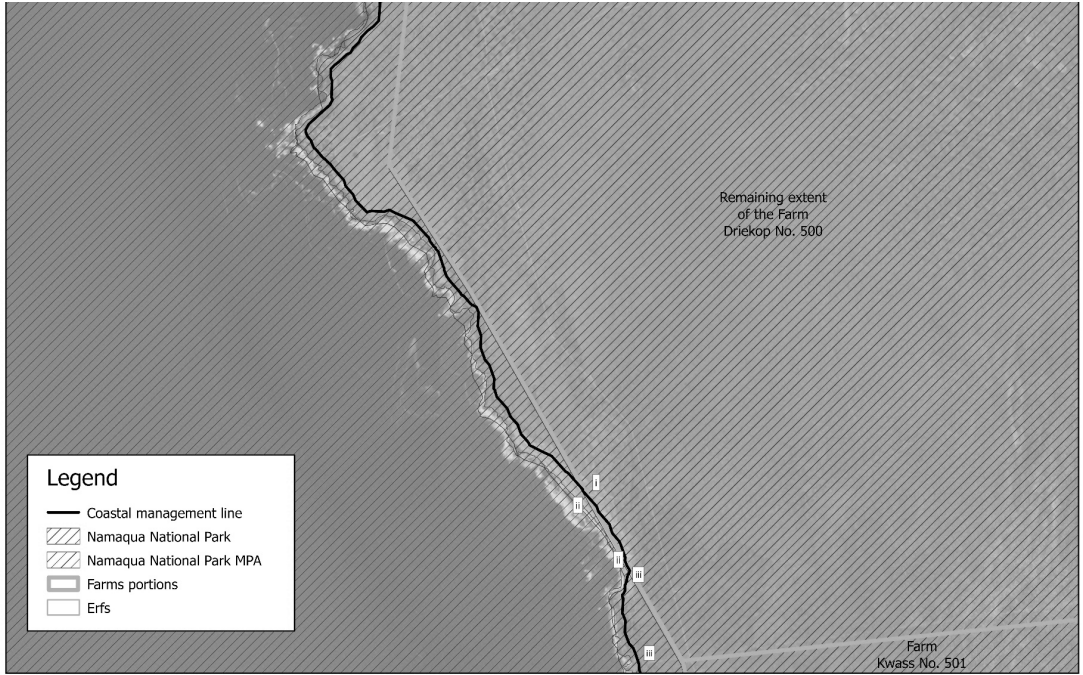 Remaining extent
of the Farm
Driekop No. 500
i
ii
ii
iii
iii
Farm
Kwass No. 501
Legend
Coastal management line
Namaqua National Park
Namaqua National Park MPA
Farms portions
Erfs